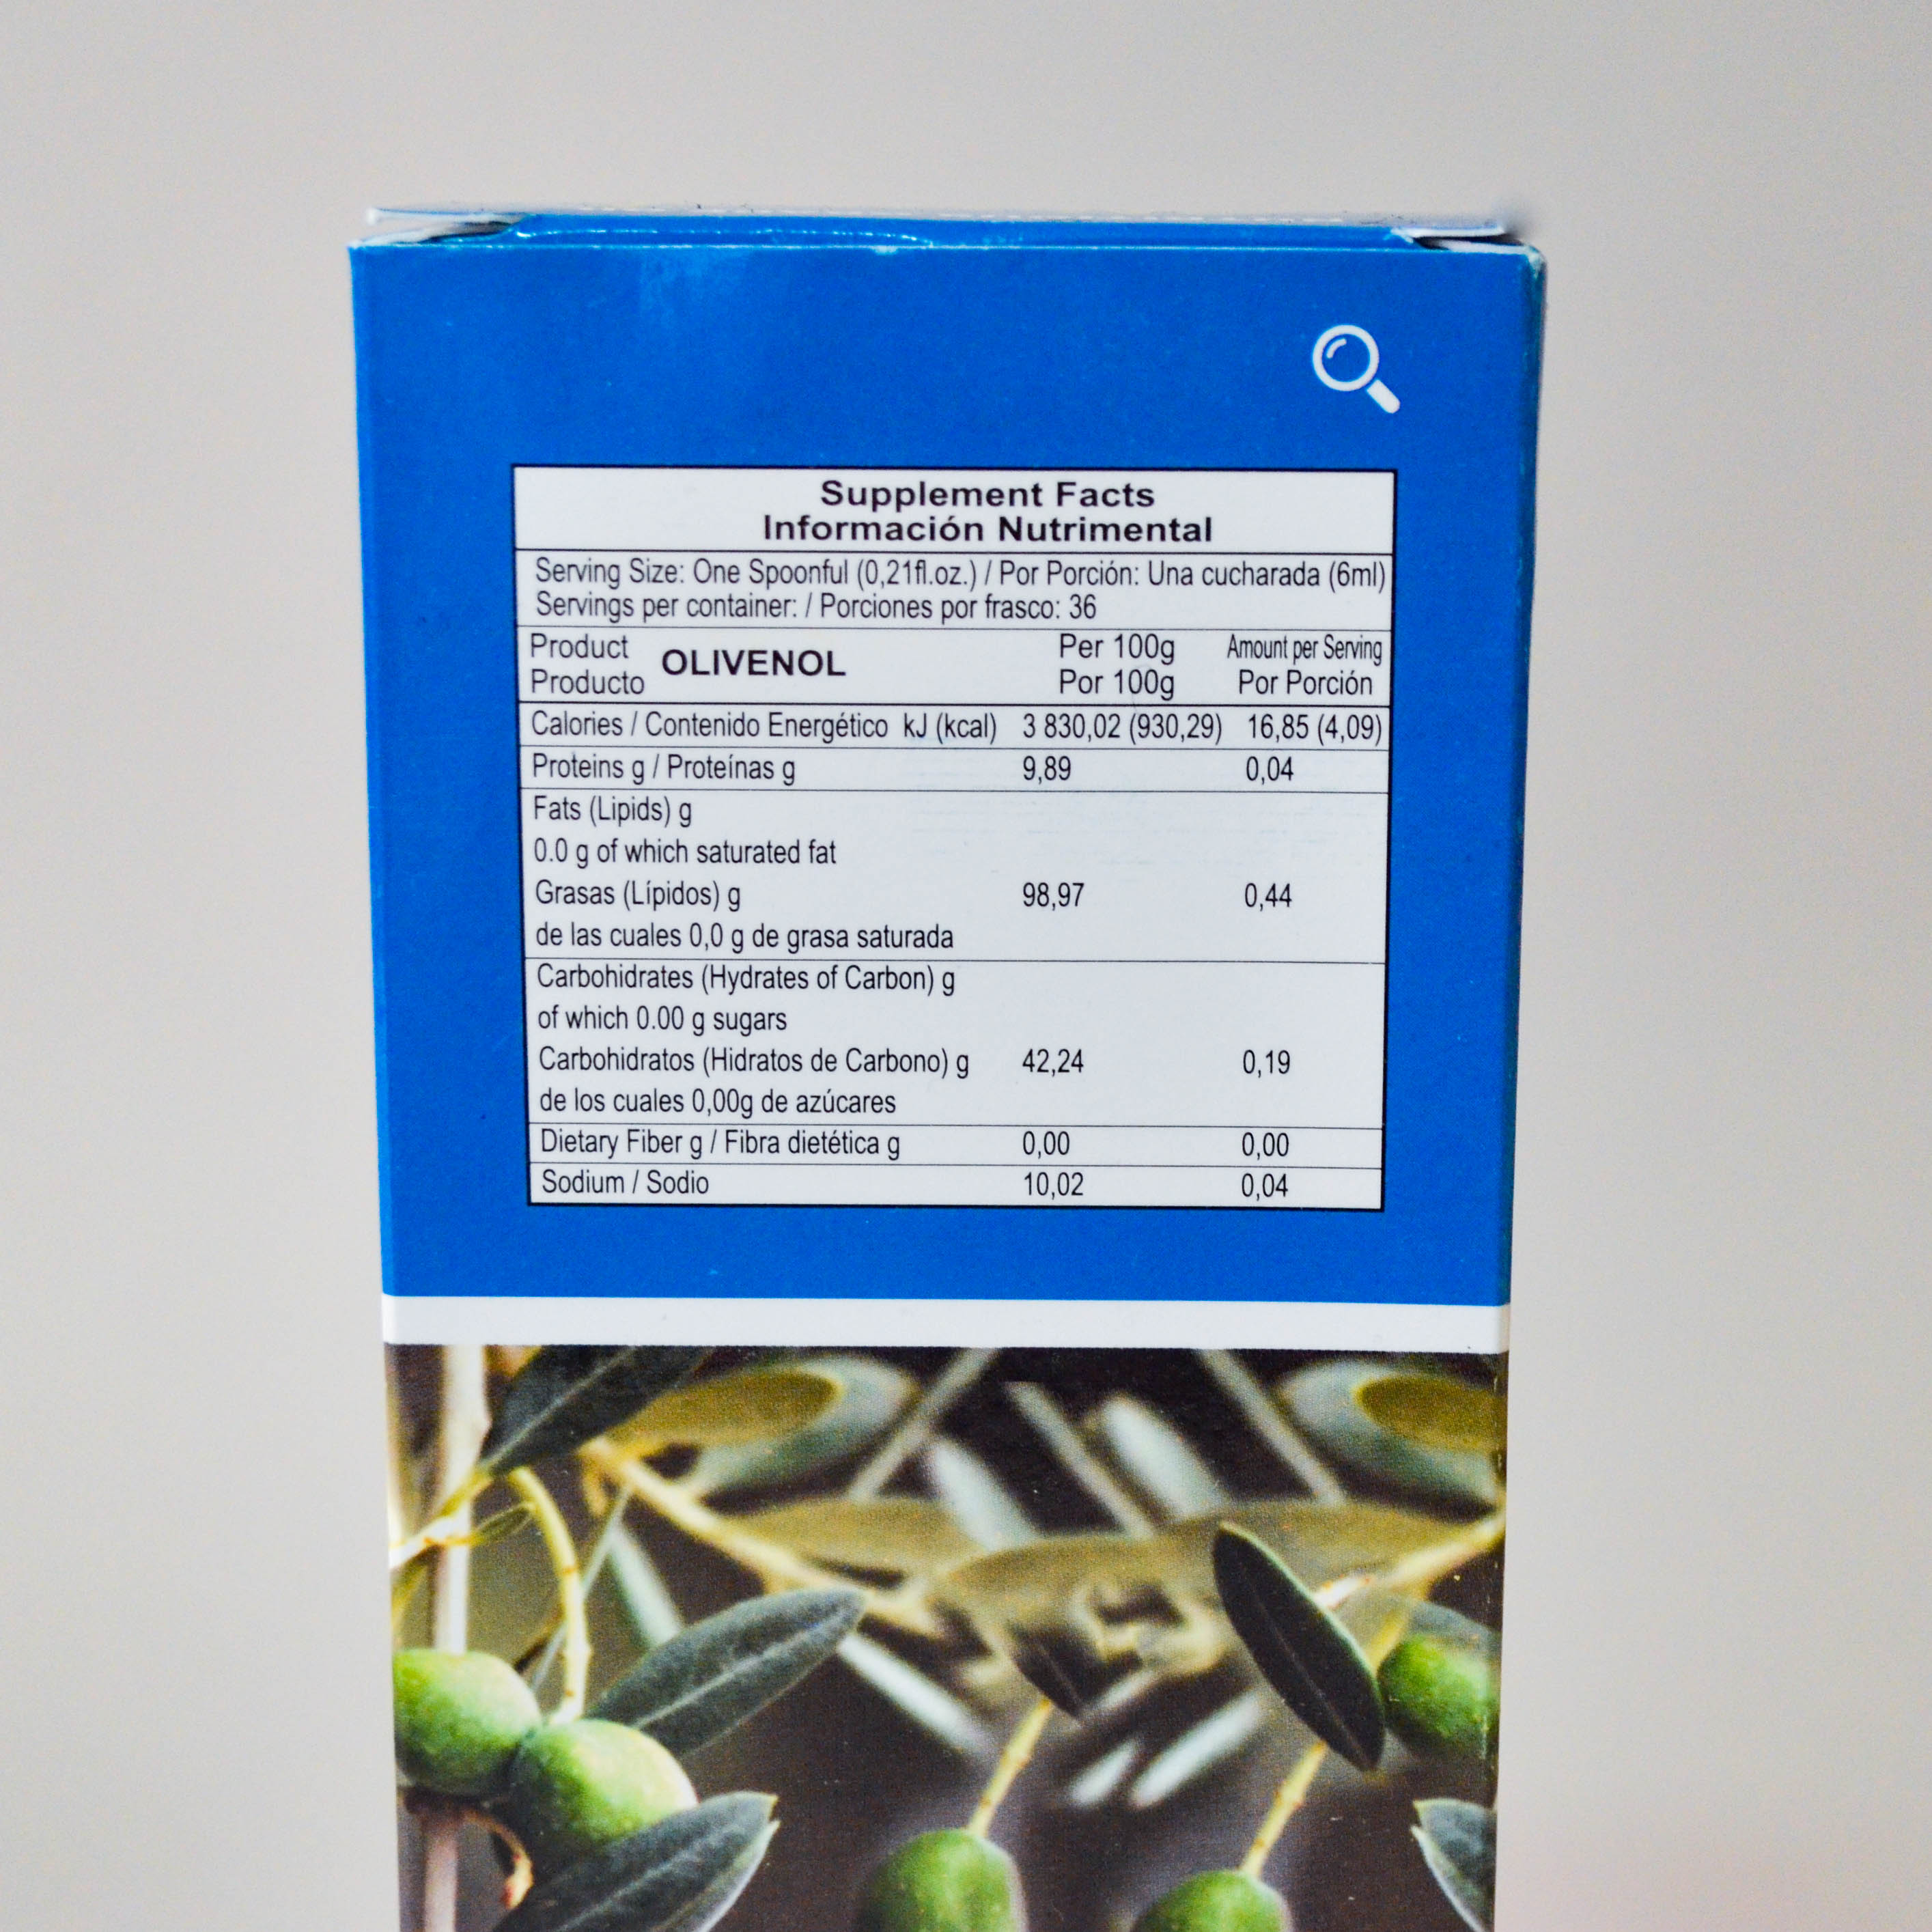 Supplement Facts
Información Nutrimental
Serving Size: One Spoonful (0,21fl.oz.) / Por Porción: Una cucharada (6ml)
Servings per container: / Porciones por frasco: 36
Product OLIVENOL Per 100g Amount per Serving
Producto Por 100g Por Porción
Calories / Contenido Energético kJ (kcal) 3 830,02 (930,29) 16,85 (4,09)
Proteins g / Proteínas g 9,89 0,04
Fats (Lipids) g
0.0 g of which saturated fat
Grasas (Lípidos) g 98,97 0,44
de las cuales 0,0 g de grasa saturada
Carbohidrates (Hydrates of Carbon) g
of which 0.00 g sugars
Carbohidratos (Hidratos de Carbono) g 42,24 0,19
de los cuales 0,00g de azúcares
Dietary Fiber g / Fibra dietética g 0,00 0,00
Sodium / Sodio 10,02 0,04